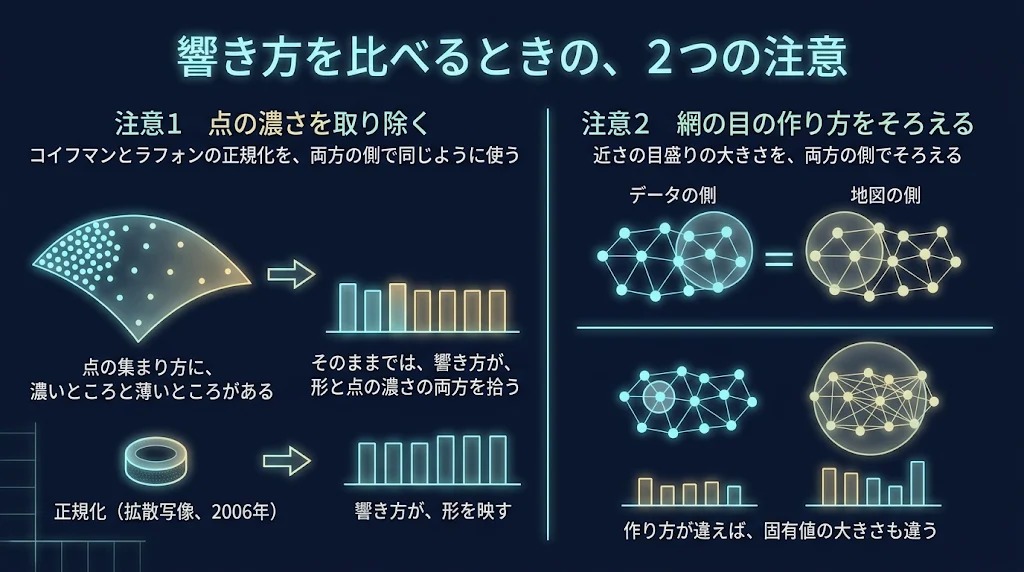 響き方を比べるときの、2つの注意
注意1　点の濃さを取り除く
コイフマンとラフォンの正規化を、両方の側で同じように使う
点の集まり方に、
濃いところと薄いところがある
そのままでは、響き方が、
形と点の濃さの両方を拾う
正規化（拡散写像、2006年）
響き方が、形を映す
注意2　網の目の作り方をそろえる
近さの目盛りの大きさを、両方の側でそろえる
データの側
地図の側
=
作り方が違えば、固有値の大きさも違う